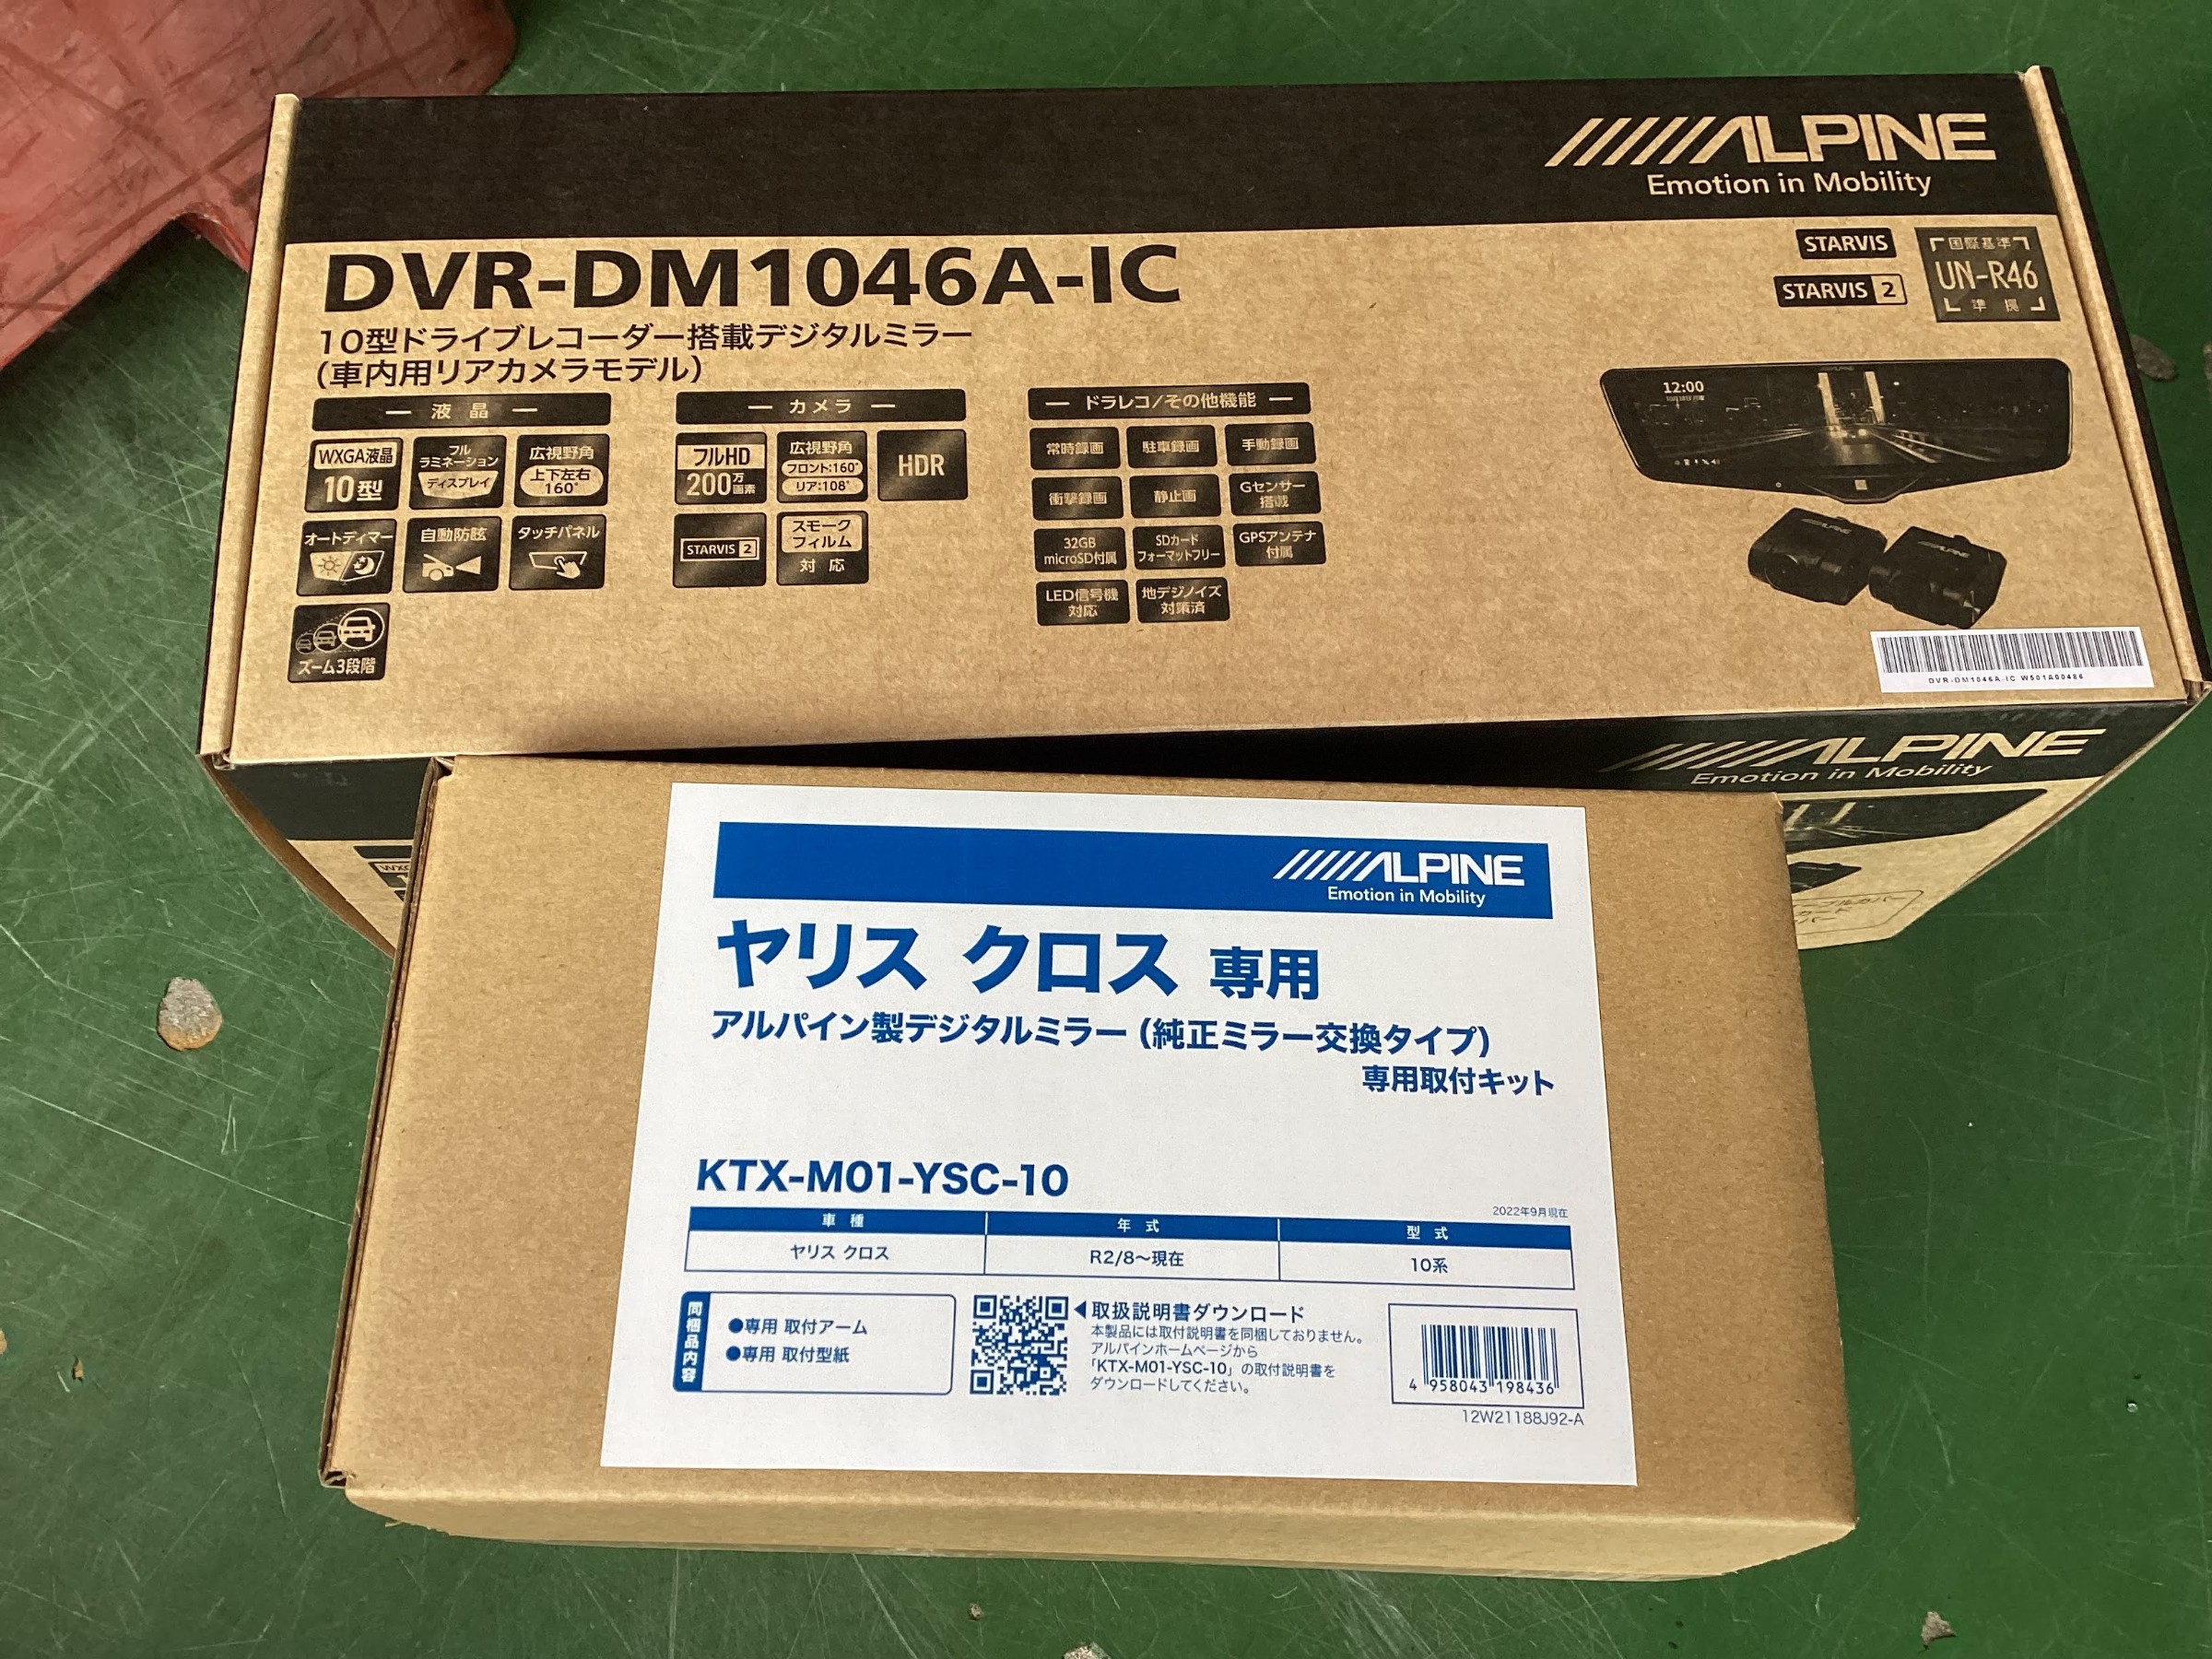 ALPINE
Emotion in Mobility
DVR-DM1046A-IC
10型ドライブレコーダー搭載デジタルミラー
(車内用リアカメラモデル)
STARVIS
STARVIS 2
国際基準
UN-R46
準拠
液晶
WXGA液晶
10型
フル
ラミネーション
ディスプレイ
広視野角
上下左右
160°
オートディマー
自動防眩
タッチパネル
ズーム3段階
カメラ
フルHD
200万画素
広視野角
フロント:160°
リア:108°
HDR
STARVIS 2
スモーク
フィルム
対応
ドラレコ/その他機能
常時録画
駐車録画
手動録画
衝撃録画
静止画
Gセンサー
搭載
32GB
microSD付属
SDカード
フォーマットフリー
GPSアンテナ
付属
LED信号機
対応
地デジノイズ
対策済
12:00
ALPINE
ALPINE
DVR-DM1046A-IC W501A00486
ALPINE
Emotion in Mobility
ALPINE
Emotion in Mobility
ヤリス クロス 専用
アルパイン製デジタルミラー(純正ミラー交換タイプ)
専用取付キット
KTX-M01-YSC-10
2022年9月現在
車種 年式 型式
ヤリス クロス R2/8〜現在 10系
同梱品内容
●専用 取付アーム
●専用 取付型紙
◀取扱説明書ダウンロード
本製品には取付説明書を同梱しておりません。
アルパインホームページから
「KTX-M01-YSC-10」の取付説明書を
ダウンロードしてください。
4 958043 198436
12W21188J92-A